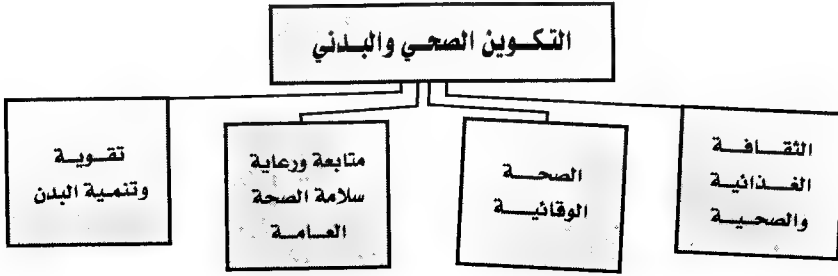 التكوين الصحي والبدني
الثقافة
الغذائية
والصحية
الصحة
الوقائية
متابعة ورعاية
سلامة الصحة
العامة
تقوية
وتنمية البدن